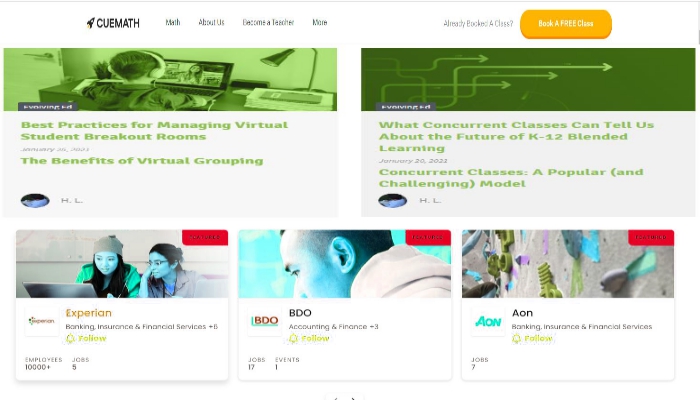 CUEMATH
Math
About Us
Become a Teacher
More
Already Booked A Class?
Book A FREE Class
Evolving Ed
Best Practices for Managing Virtual
Student Breakout Rooms
January 25, 2021
The Benefits of Virtual Grouping
H. L.
Evolving Ed
What Concurrent Classes Can Tell Us
About the Future of K-12 Blended
Learning
January 20, 2021
Concurrent Classes: A Popular (and
Challenging) Model
H. L.
experian.
Experian
Banking, Insurance & Financial Services +6
Follow
EMPLOYEES JOBS
10000+ 5
BDO
BDO
Accounting & Finance +3
Follow
JOBS EVENTS
17 1
AON
Aon
Banking, Insurance & Financial Services
Follow
JOBS
7